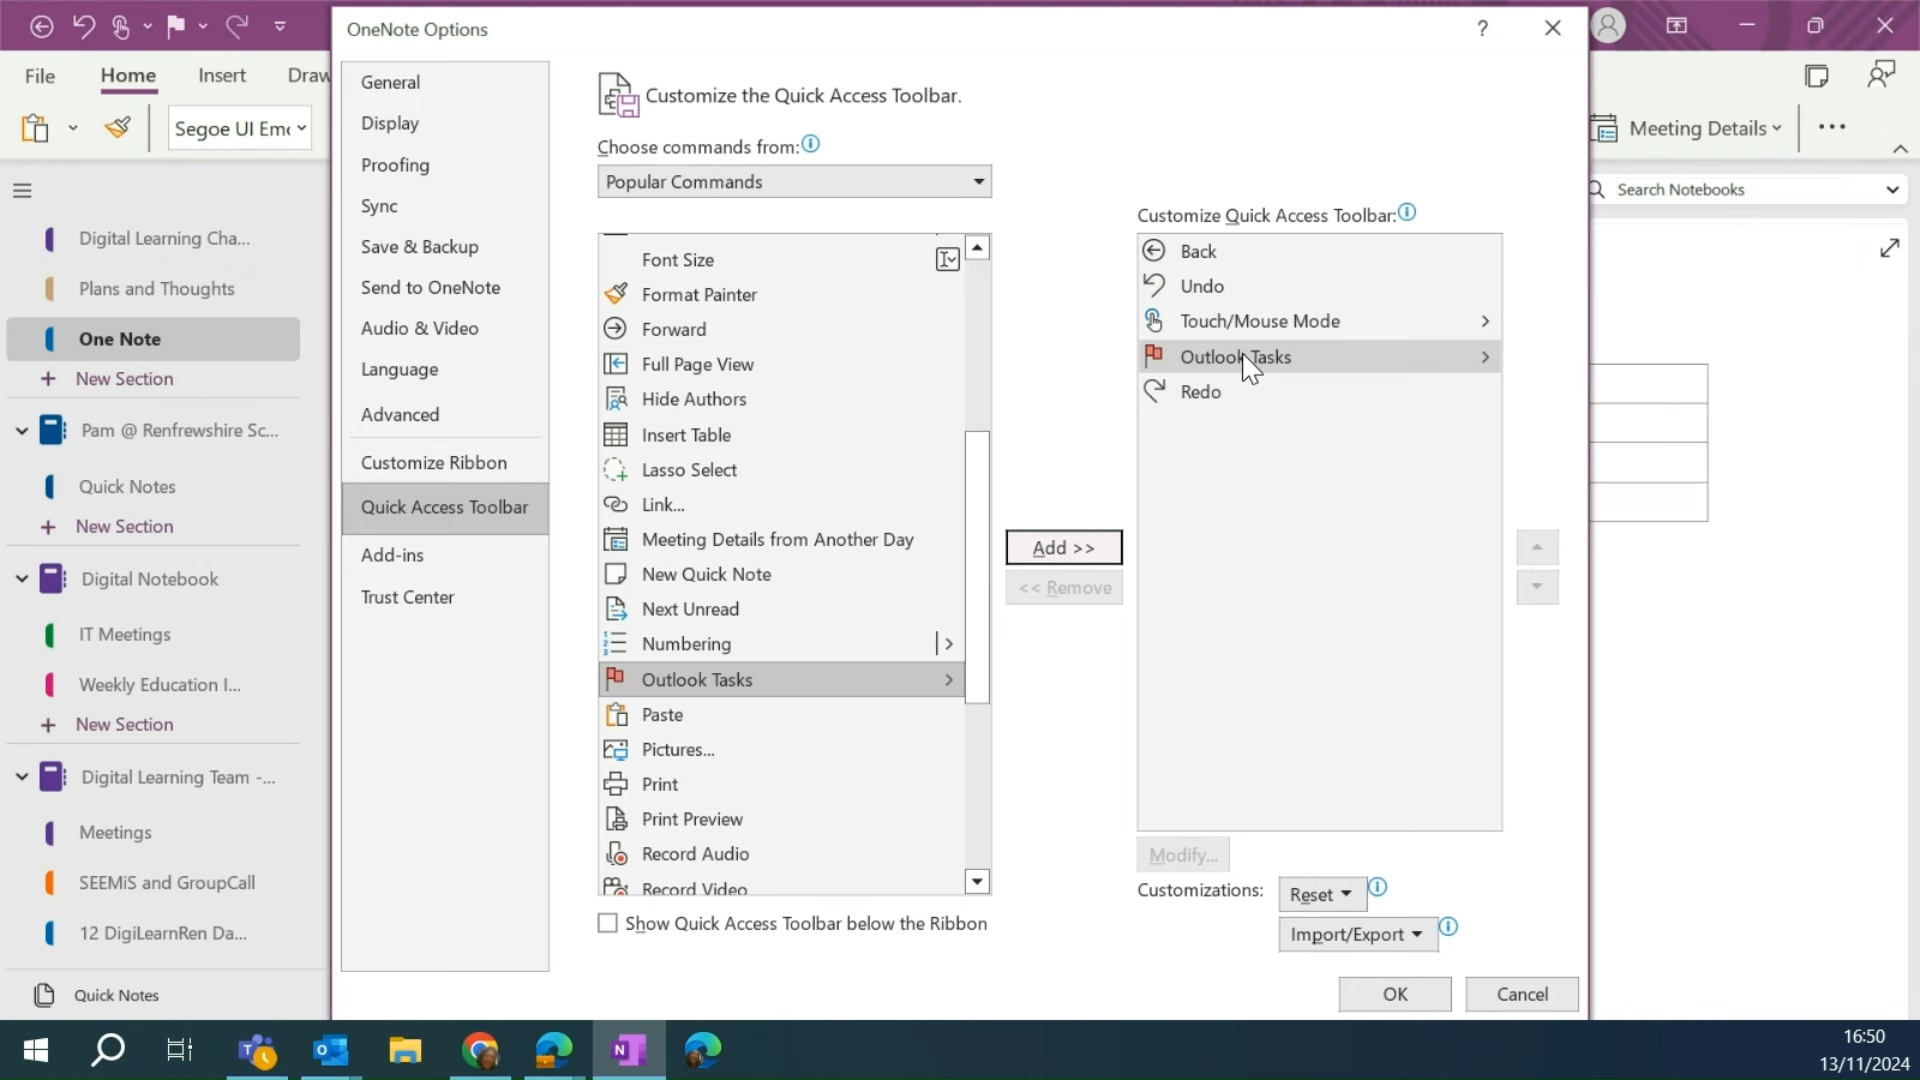 OneNote Options
?
File
Home
Insert
Draw
Segoe UI Em
Meeting Details
Search Notebooks
Digital Learning Cha...
Plans and Thoughts
One Note
+ New Section
Pam @ Renfrewshire Sc...
Quick Notes
+ New Section
Digital Notebook
IT Meetings
Weekly Education I...
+ New Section
Digital Learning Team -...
Meetings
SEEMiS and GroupCall
12 DigiLearnRen Da...
Quick Notes
General
Display
Proofing
Sync
Save & Backup
Send to OneNote
Audio & Video
Language
Advanced
Customize Ribbon
Quick Access Toolbar
Add-ins
Trust Center
Customize the Quick Access Toolbar.
Choose commands from:
Popular Commands
Font Size
Format Painter
Forward
Full Page View
Hide Authors
Insert Table
Lasso Select
Link...
Meeting Details from Another Day
New Quick Note
Next Unread
Numbering
Outlook Tasks
Paste
Pictures...
Print
Print Preview
Record Audio
Record Video
Show Quick Access Toolbar below the Ribbon
Add >>
<< Remove
Customize Quick Access Toolbar:
Back
Undo
Touch/Mouse Mode
Outlook Tasks
Redo
Modify...
Customizations:
Reset
Import/Export
OK
Cancel
16:50
13/11/2024